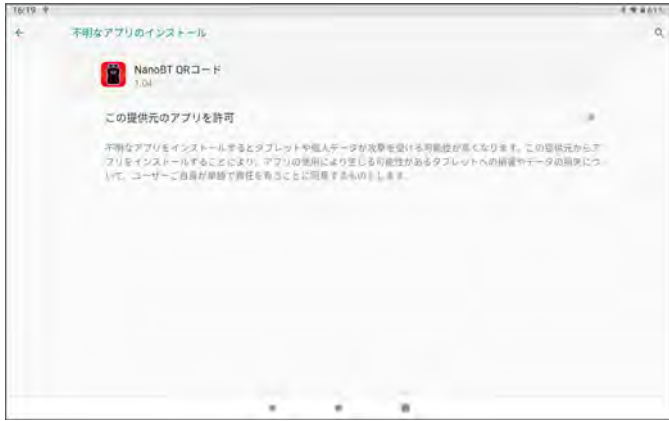 16:19
不明なアプリのインストール
NanoBT QRコード
1.04
この提供元のアプリを許可
不明なアプリをインストールするとタブレットや個人データが攻撃を受ける可能性が高くなります。この提供元からア
プリをインストールすることにより、アプリの使用により生じる可能性があるタブレットへの損害やデータの損失につ
いて、ユーザーご自身が単独で責任を負うことに同意するものとします。